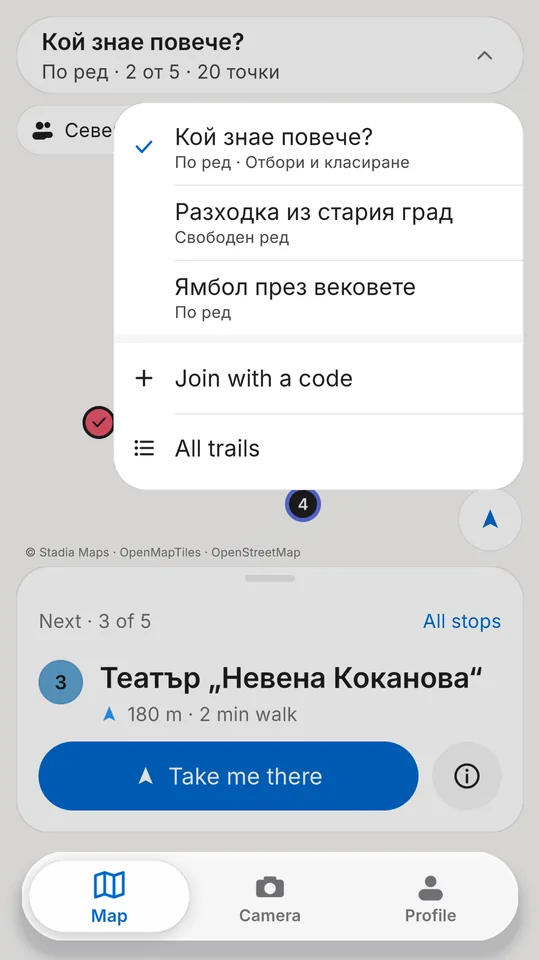 Кой знае повече?
По ред · 2 от 5 · 20 точки
Кой знае повече?
По ред · Отбори и класиране
Разходка из стария град
Свободен ред
Ямбол през вековете
По ред
Join with a code
All trails
4
© Stadia Maps · OpenMapTiles · OpenStreetMap
Next · 3 of 5
All stops
3
Театър „Невена Коканова“
180 m · 2 min walk
Take me there
Map
Camera
Profile